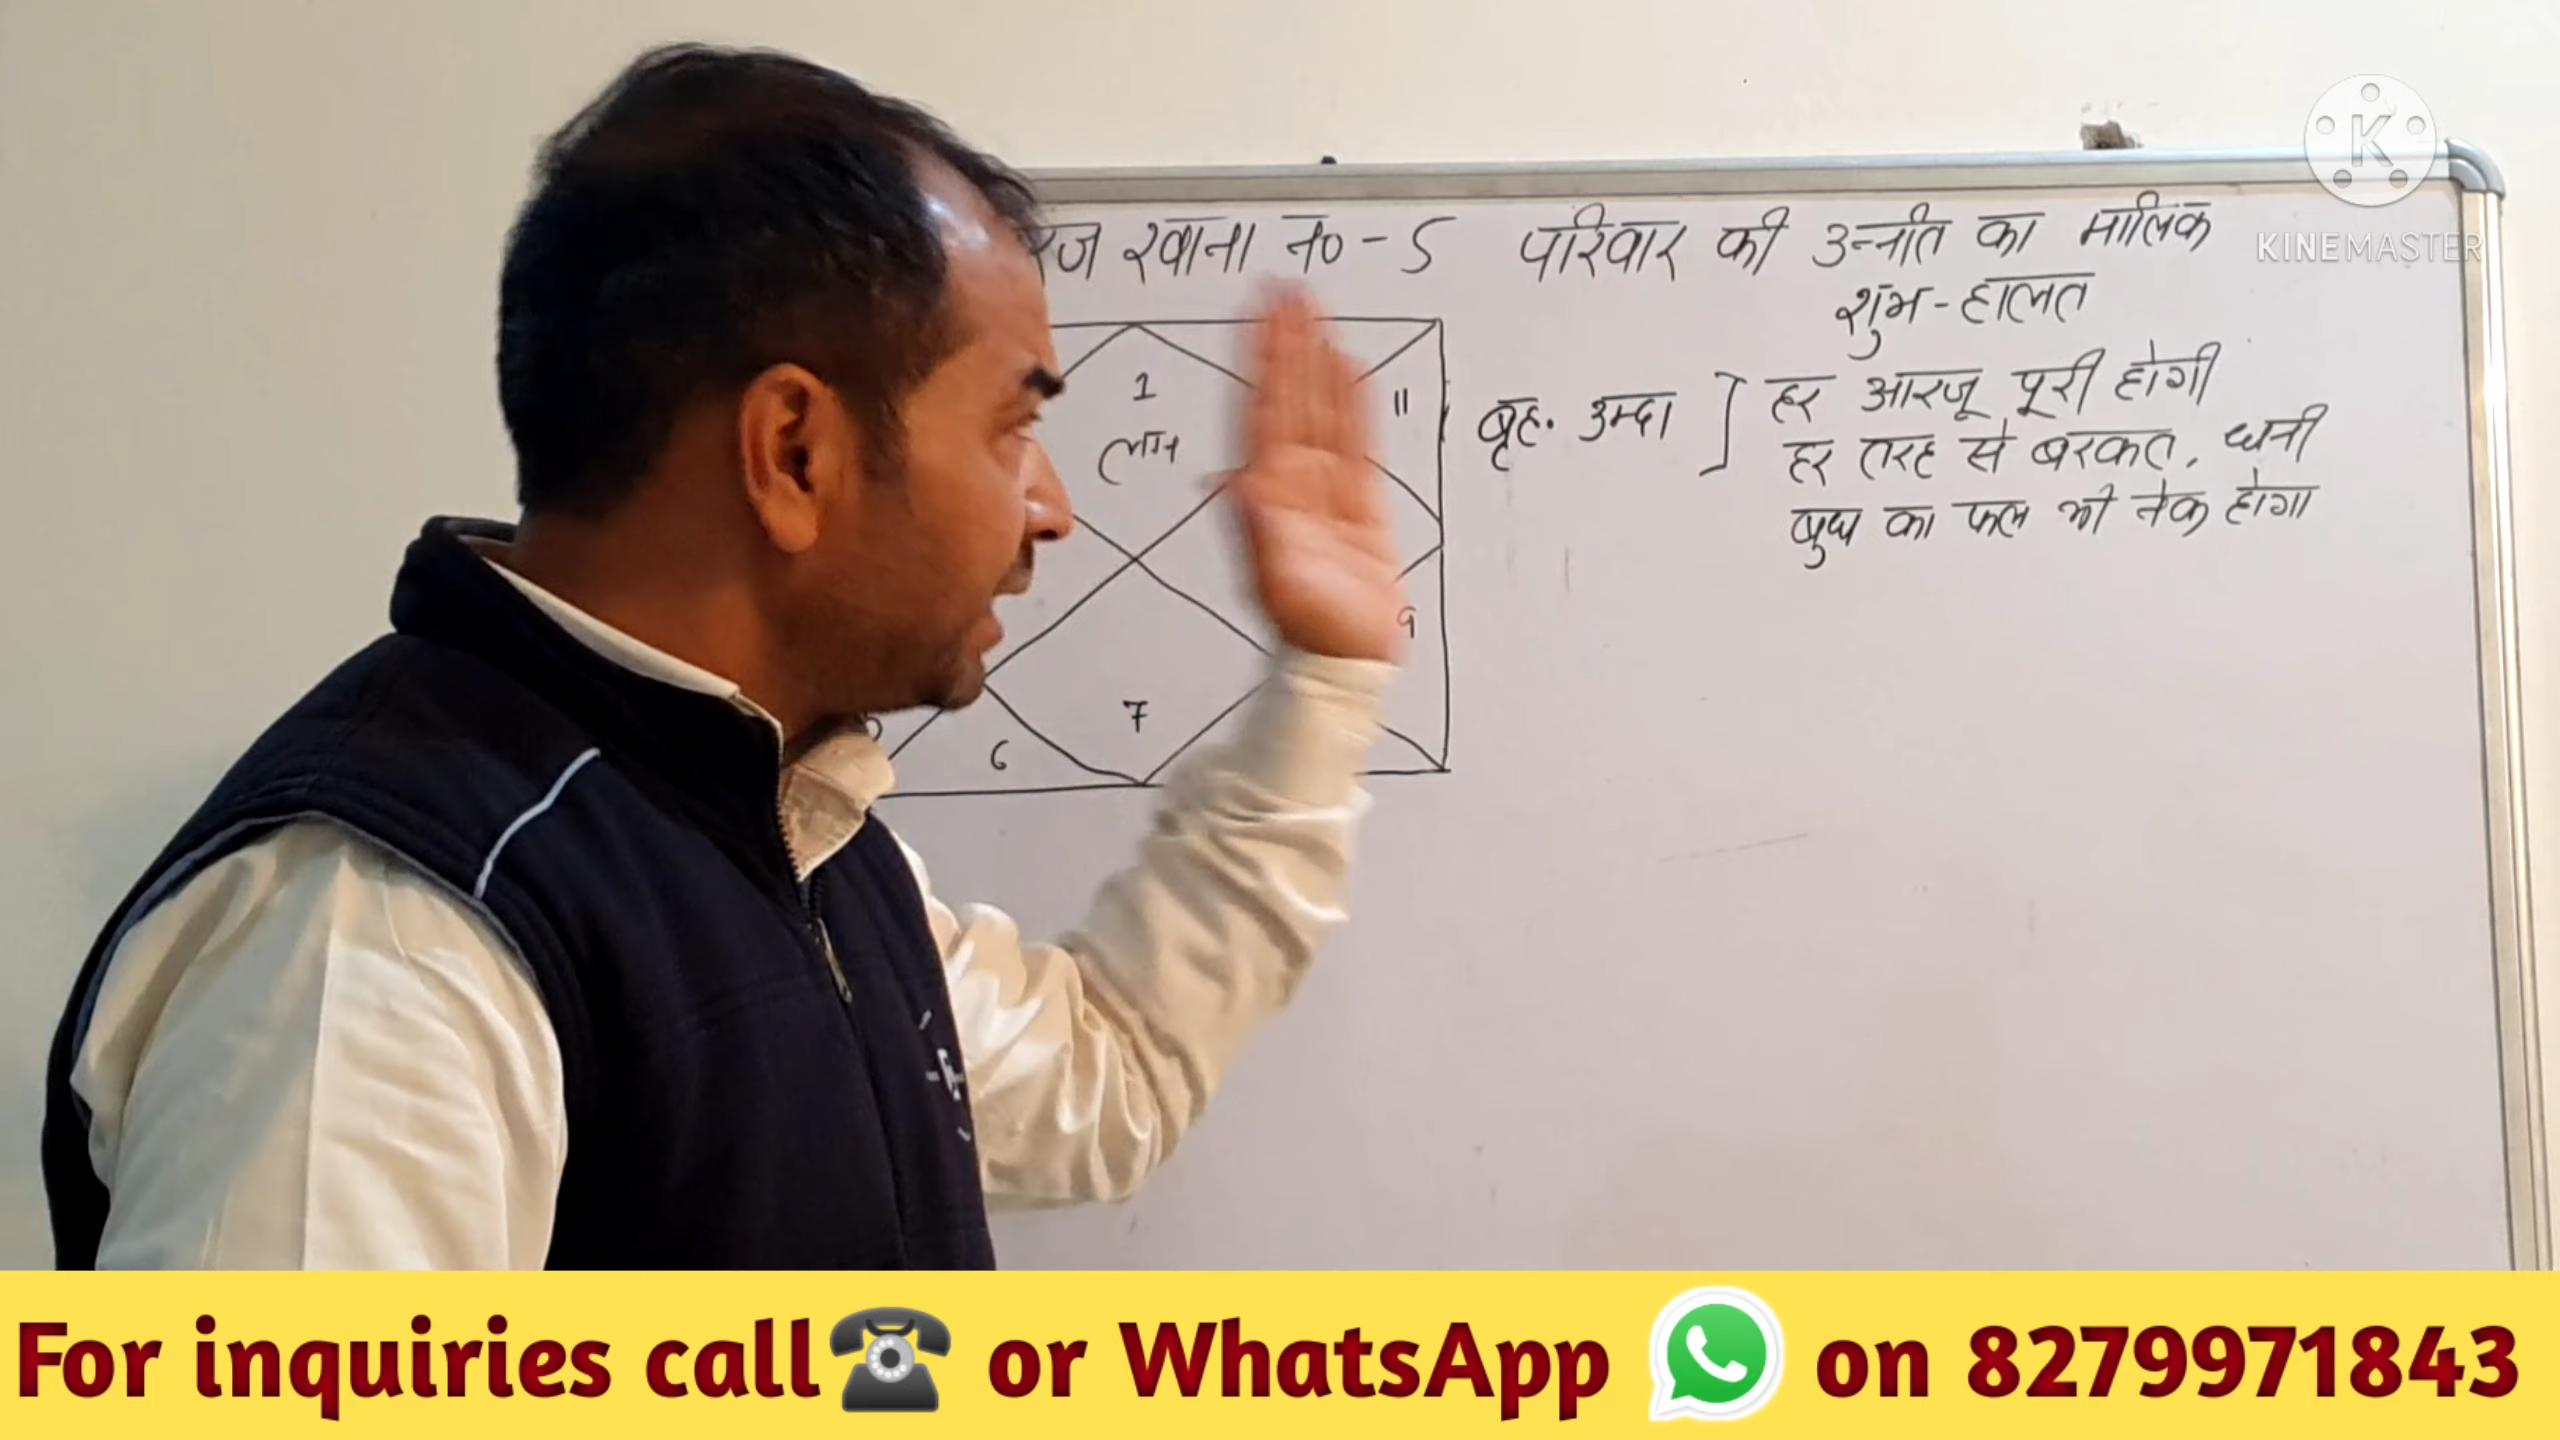 रज खाना न० - 5 परिवार की उन्नति का मालिक
शुभ - हालत
बृह. उम्दा ] हर आरजू पूरी होगी
हर तरह से बरकत, धनी
बुध का फल भी नेक होगा
1
लग्न
11
9
7
6
K
KINEMASTER
For inquiries call or WhatsApp on 8279971843